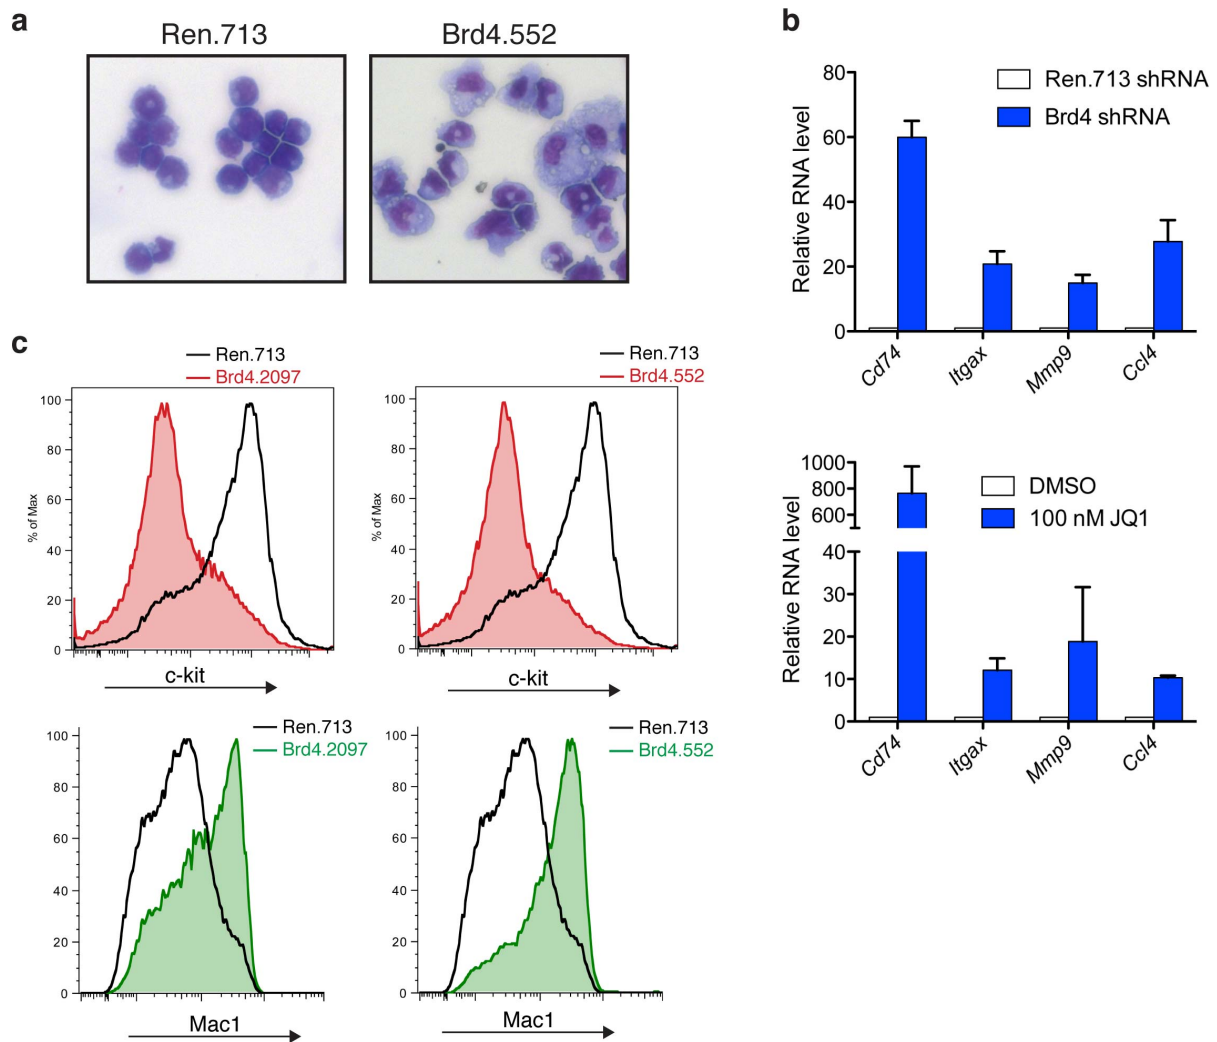 a
Ren.713
Brd4.552
b
80
60
40
20
0
Relative RNA level
Ren.713 shRNA
Brd4 shRNA
Cd74
Itgax
Mmp9
Ccl4
1000
800
600
40
30
20
10
0
Relative RNA level
DMSO
100 nM JQ1
Cd74
Itgax
Mmp9
Ccl4
c
Ren.713
Brd4.2097
100
80
60
40
20
0
% of Max
c-kit
Ren.713
Brd4.552
100
80
60
40
20
0
% of Max
c-kit
Ren.713
Brd4.2097
100
80
60
40
20
0
Mac1
Ren.713
Brd4.552
100
80
60
40
20
0
Mac1